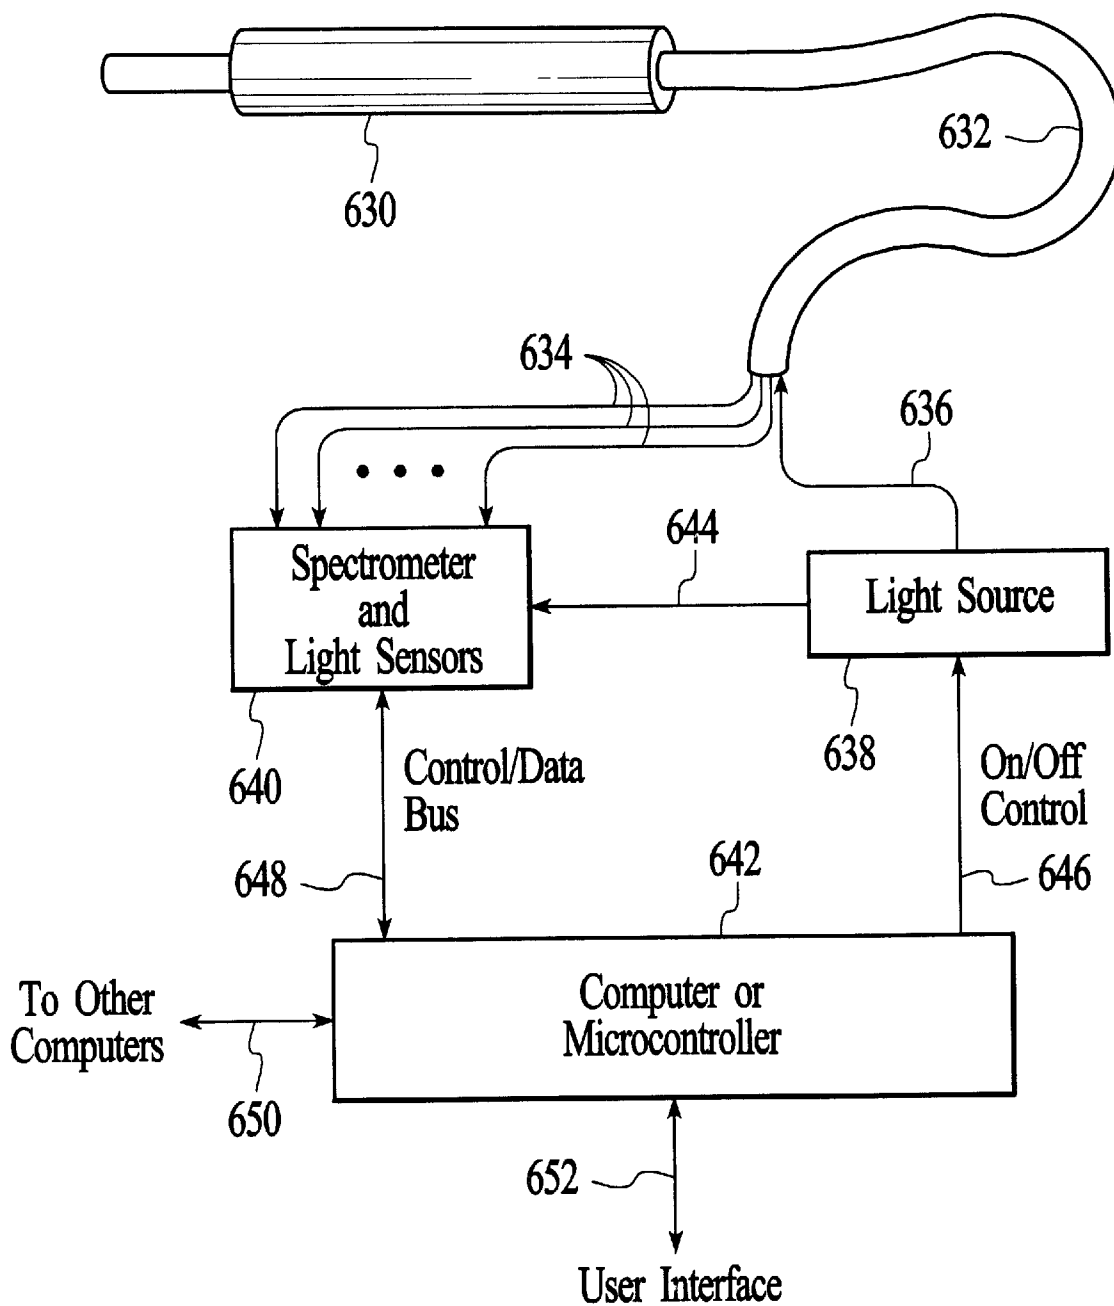 632
630
634
636
644
Spectrometer
and
Light Sensors
Light Source
640
638
Control/Data
Bus
On/Off
Control
648
642
646
To Other
Computers
Computer or
Microcontroller
650
652
User Interface